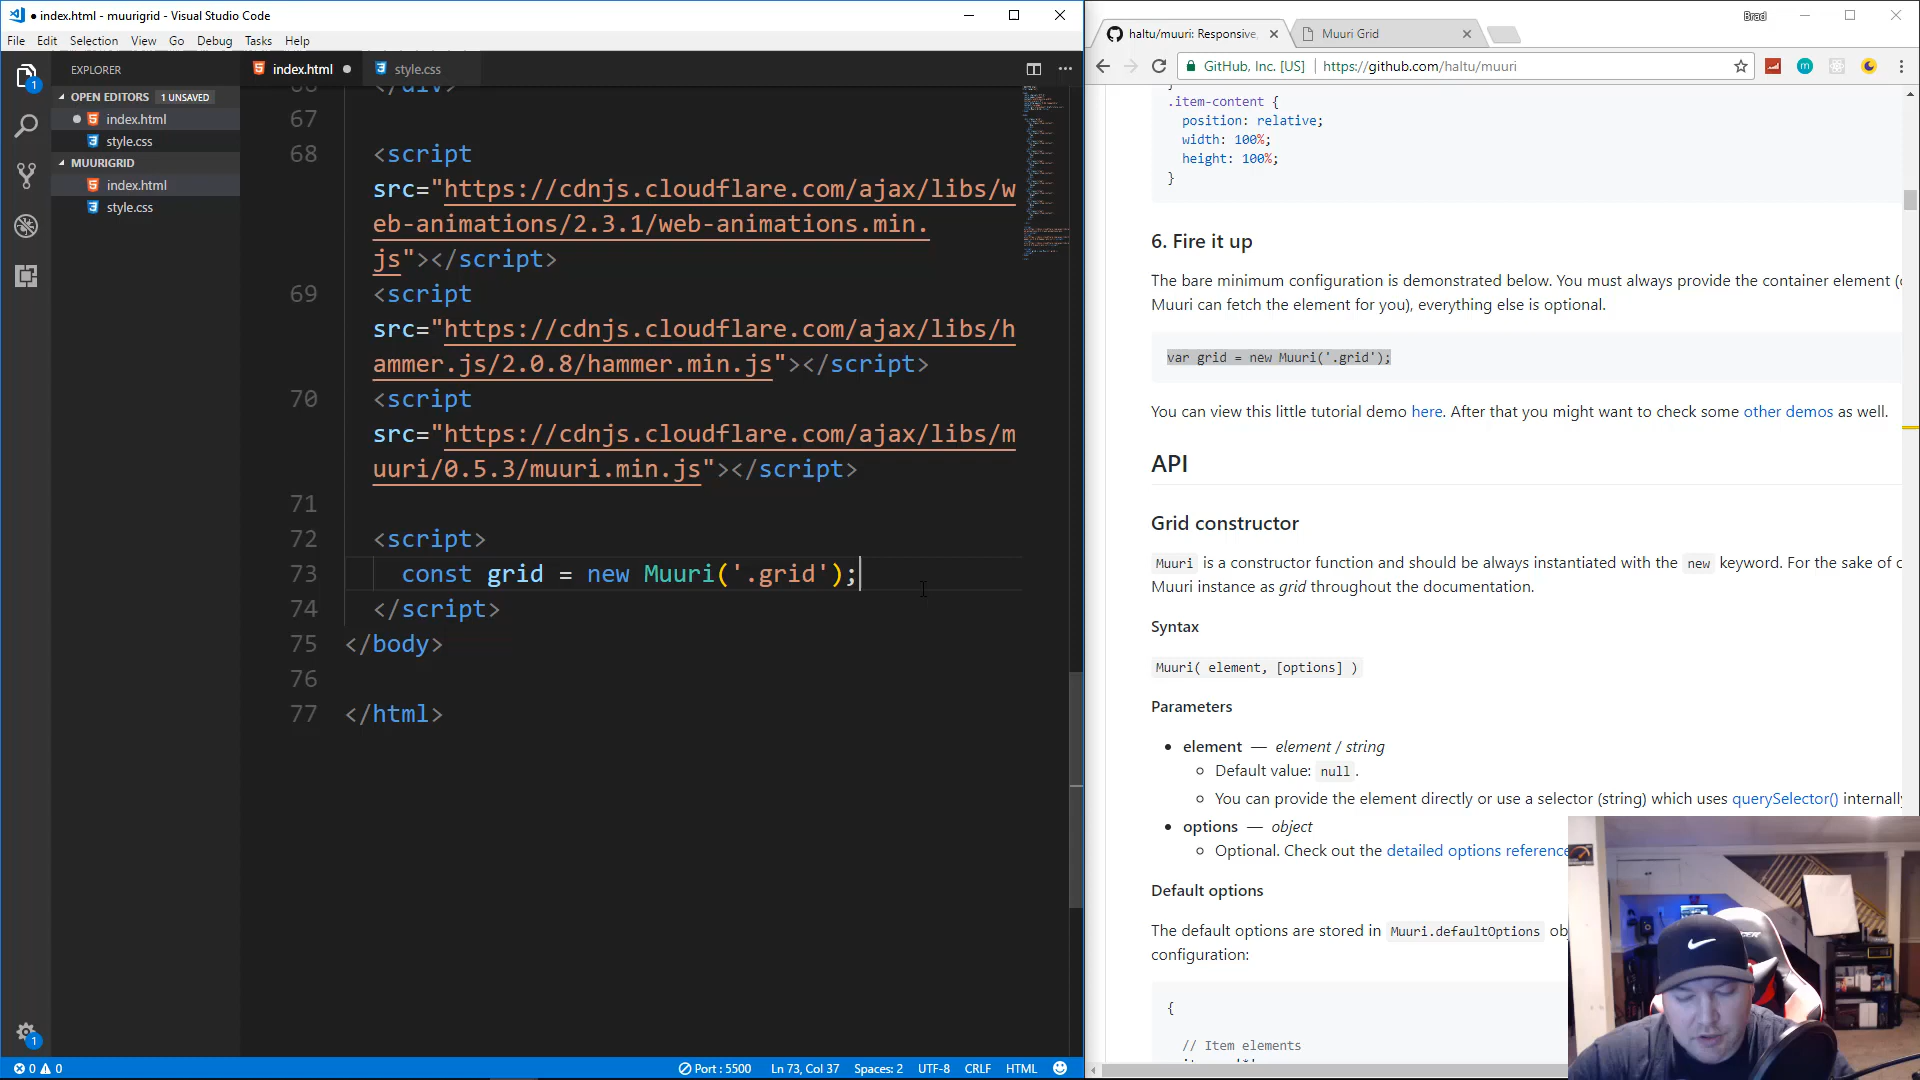 index.html - muurigrid - Visual Studio Code
File Edit Selection View Go Debug Tasks Help
EXPLORER
OPEN EDITORS 1 UNSAVED
index.html
style.css
MUURIGRID
index.html
style.css
1
1
index.html
style.css
66 </div>
67
68 <script
src="https://cdnjs.cloudflare.com/ajax/libs/w
eb-animations/2.3.1/web-animations.min.
js"></script>
69 <script
src="https://cdnjs.cloudflare.com/ajax/libs/h
ammer.js/2.0.8/hammer.min.js"></script>
70 <script
src="https://cdnjs.cloudflare.com/ajax/libs/m
uuri/0.5.3/muuri.min.js"></script>
71
72 <script>
73 const grid = new Muuri('.grid');
74 </script>
75 </body>
76
77 </html>
0 0 Port : 5500 Ln 73, Col 37 Spaces: 2 UTF-8 CRLF HTML
Brad
haltu/muuri: Responsive,
Muuri Grid
GitHub, Inc. [US] https://github.com/haltu/muuri
}
.item-content {
position: relative;
width: 100%;
height: 100%;
}
6. Fire it up
The bare minimum configuration is demonstrated below. You must always provide the container element (
Muuri can fetch the element for you), everything else is optional.
var grid = new Muuri('.grid');
You can view this little tutorial demo here. After that you might want to check some other demos as well.
API
Grid constructor
Muuri is a constructor function and should be always instantiated with the new keyword. For the sake of
Muuri instance as grid throughout the documentation.
Syntax
Muuri( element, [options] )
Parameters
element — element / string
Default value: null.
You can provide the element directly or use a selector (string) which uses querySelector() internally
options — object
Optional. Check out the detailed options reference
Default options
The default options are stored in Muuri.defaultOptions
configuration:
{
// Item elements